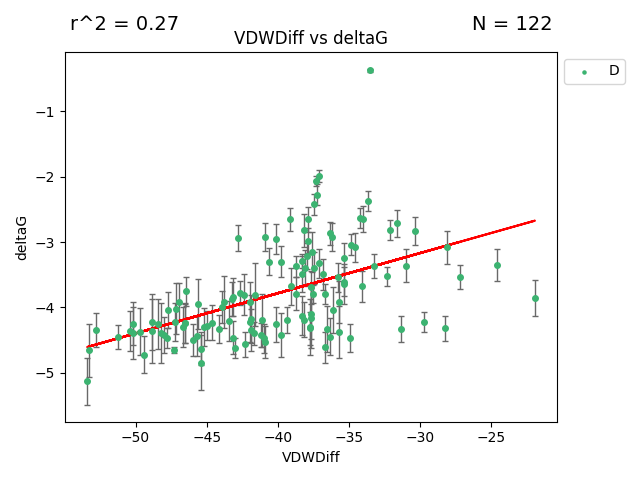 r^2 = 0.27 N = 122
VDWDiff vs deltaG
D
−1
−2
−3
−4
−5
deltaG
−50 −45 −40 −35 −30 −25
VDWDiff